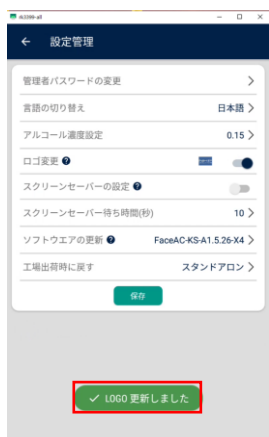 rk3399-all
設定管理
管理者パスワードの変更
言語の切り替え 日本語
アルコール濃度設定 0.15
ロゴ変更 ?
スクリーンセーバーの設定 ?
スクリーンセーバー待ち時間(秒) 10
ソフトウエアの更新 ? FaceAC-KS-A1.5.26-X4
工場出荷時に戻す スタンドアロン
保存
LOGO 更新しました